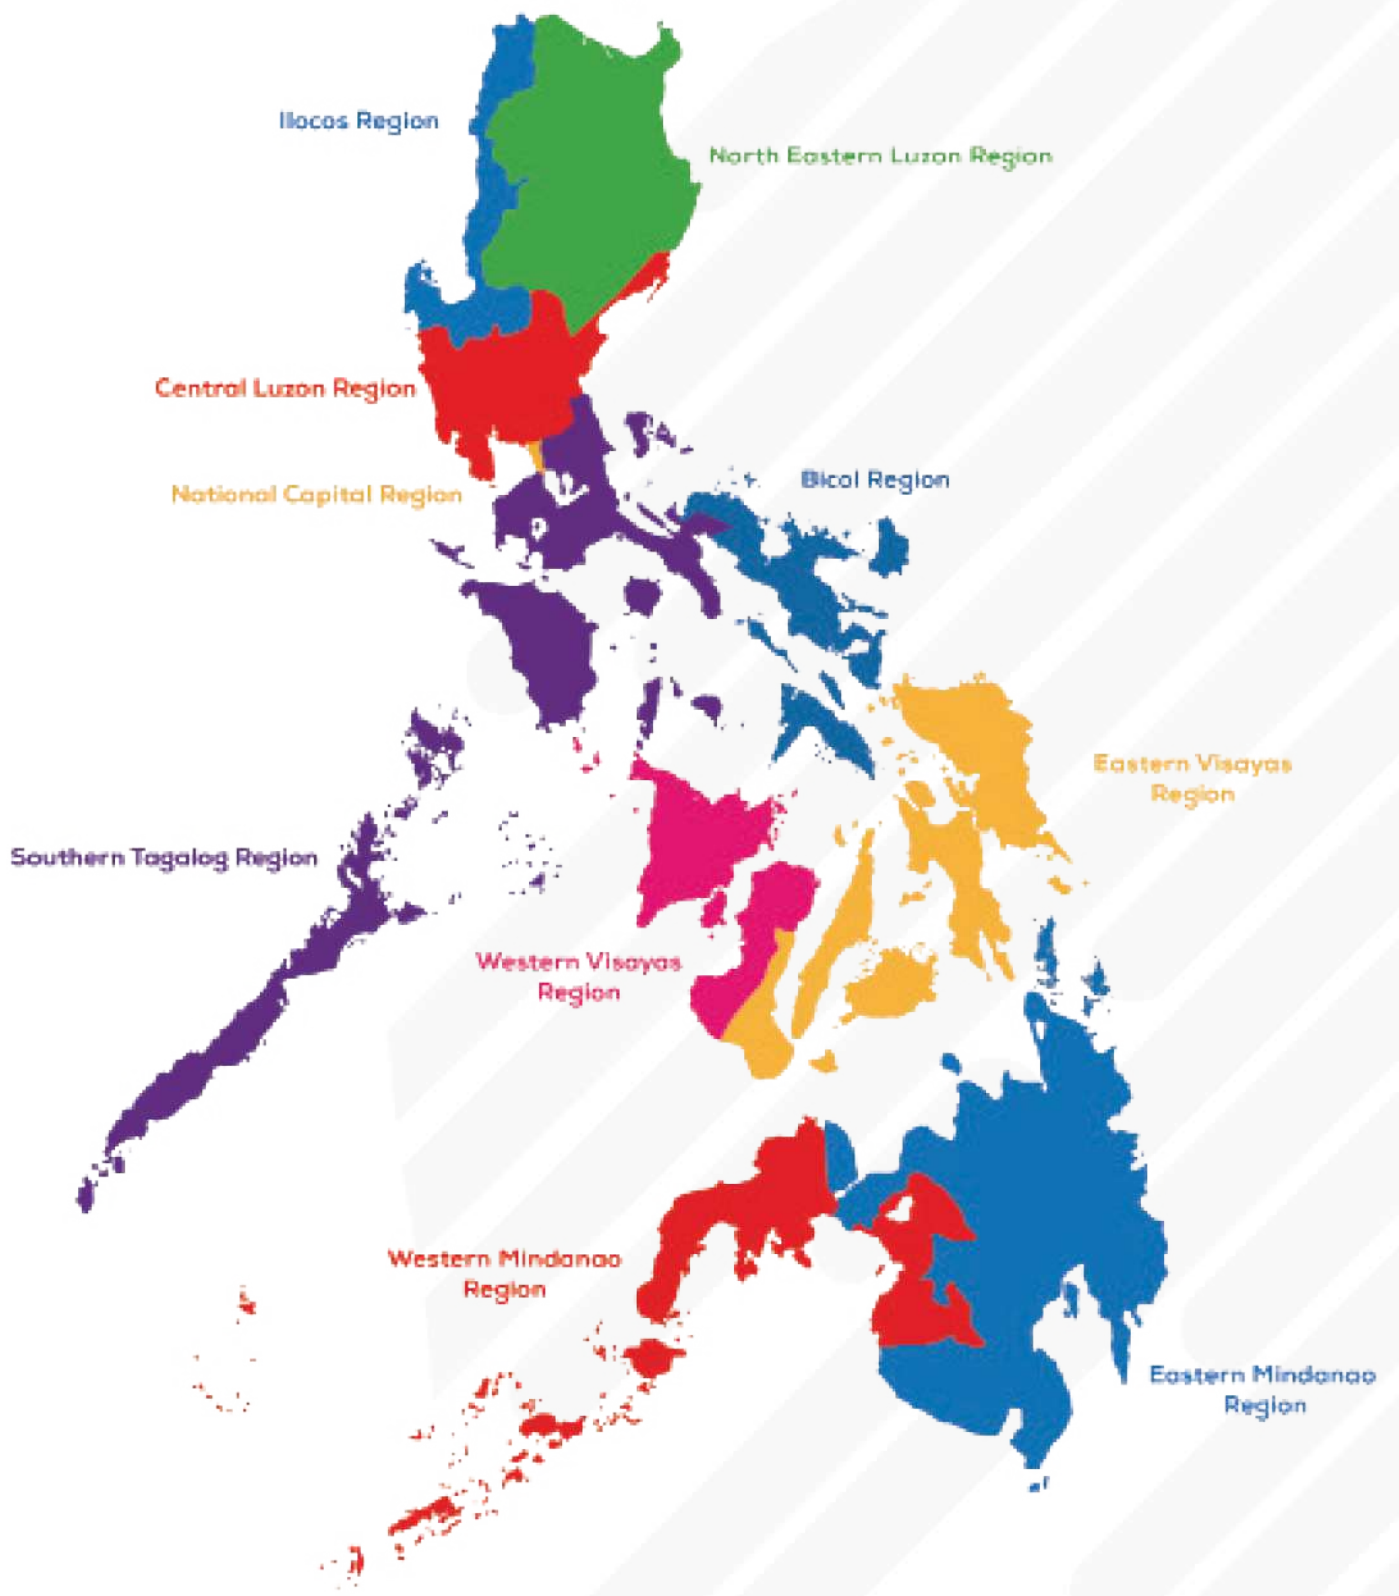 Ilocos Region
North Eastern Luzon Region
Central Luzon Region
National Capital Region
Bicol Region
Eastern Visayas
Region
Southern Tagalog Region
Western Visayas
Region
Western Mindanao
Region
Eastern Mindanao
Region